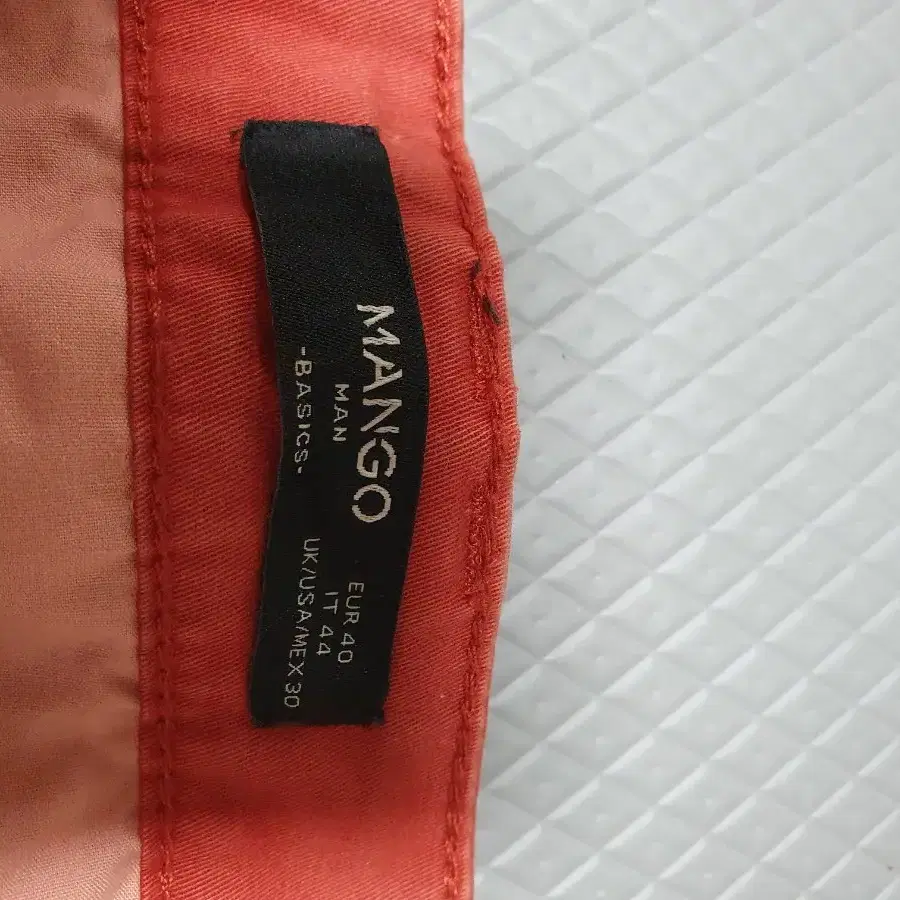 MANGO
MAN
-BASICS-
EUR 40
IT 44
UK/USA/MEX 30